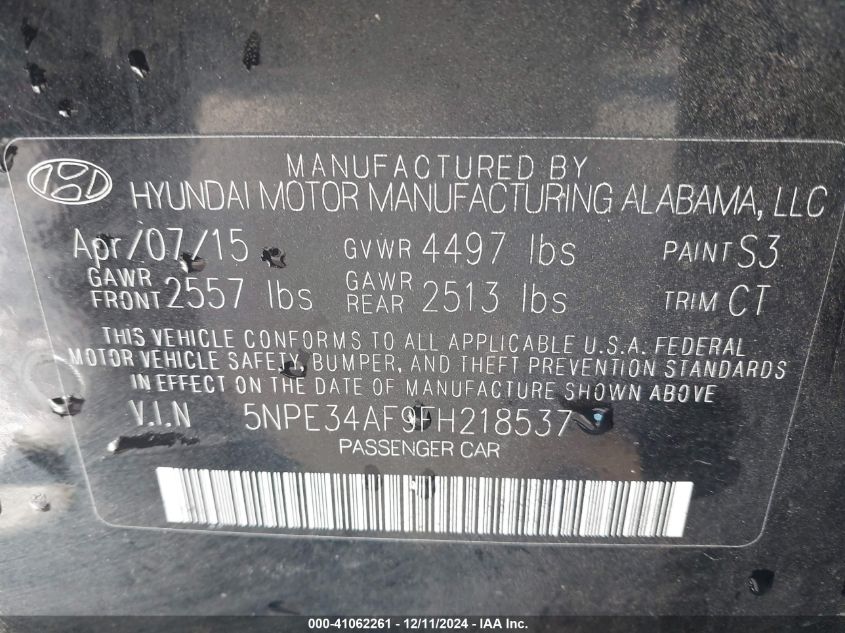 MANUFACTURED BY
HYUNDAI MOTOR MANUFACTURING ALABAMA, LLC
Apr/07/15 GVWR 4497 lbs PAINT S3
GAWR FRONT 2557 lbs GAWR REAR 2513 lbs TRIM CT
THIS VEHICLE CONFORMS TO ALL APPLICABLE U.S.A. FEDERAL
MOTOR VEHICLE SAFETY, BUMPER, AND THEFT PREVENTION STANDARDS
IN EFFECT ON THE DATE OF MANUFACTURE SHOWN ABOVE
V.I.N 5NPE34AF9FH218537
PASSENGER CAR
000-41062261 - 12/11/2024 - IAA Inc.